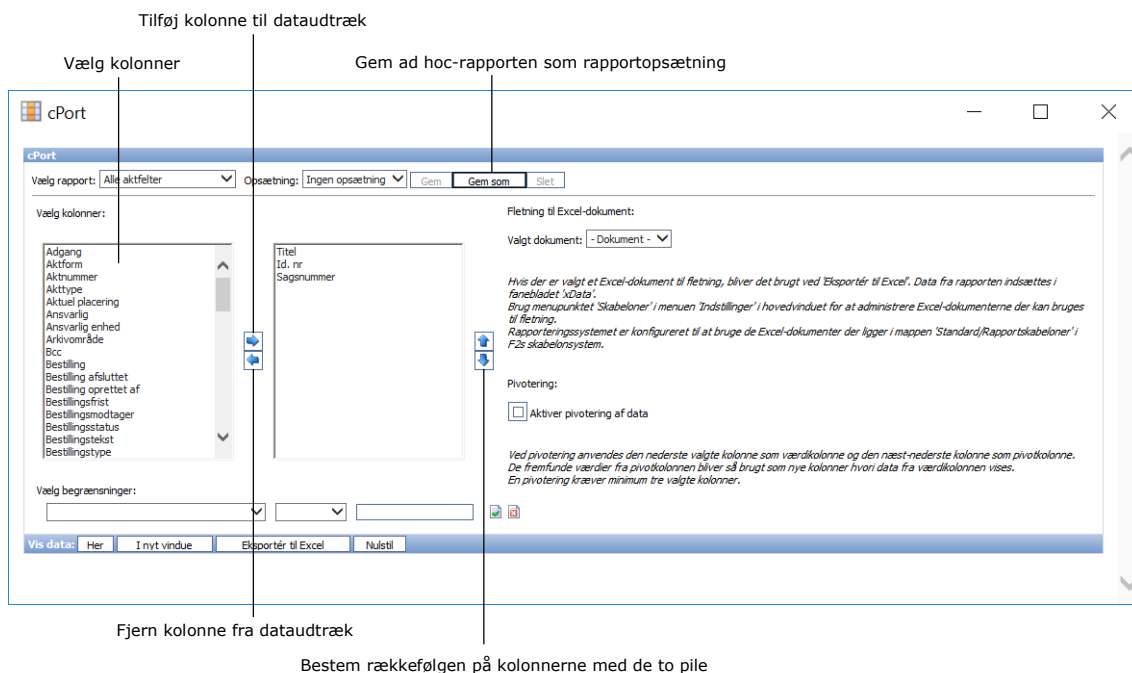 Tilføj kolonne til dataudtræk
Vælg kolonner
Gem ad hoc-rapporten som rapportopsætning
cPort
cPort
Vælg rapport: Alle aktfelter Opsætning: Ingen opsætning Gem Gem som Slet
Vælg kolonner:
Adgang
Aktform
Aktnummer
Akttype
Aktuel placering
Ansvarlig
Ansvarlig enhed
Arkivområde
Bcc
Bestilling
Bestilling afsluttet
Bestilling oprettet af
Bestillingsfrist
Bestillingsmodtager
Bestillingsstatus
Bestillingstekst
Bestillingstype
Titel
Id. nr
Sagsnummer
Fletning til Excel-dokument:
Valgt dokument: - Dokument -
Hvis der er valgt et Excel-dokument til fletning, bliver det brugt ved 'Eksportér til Excel'. Data fra rapporten indsættes i
fanebladet 'xData'.
Brug menupunktet 'Skabeloner' i menuen 'Indstillinger' i hovedvinduet for at administrere Excel-dokumenterne der kan bruges
til fletning.
Rapporteringssystemet er konfigureret til at bruge de Excel-dokumenter der ligger i mappen 'Standard/Rapportskabeloner' i
F2s skabelonsystem.
Pivotering:
Aktiver pivotering af data
Ved pivotering anvendes den nederste valgte kolonne som værdikolonne og den næst-nederste kolonne som pivotkolonne.
De fremfundne værdier fra pivotkolonnen bliver så brugt som nye kolonner hvori data fra værdikolonnen vises.
En pivotering kræver minimum tre valgte kolonner.
Vælg begrænsninger:
Vis data: Her I nyt vindue Eksportér til Excel Nulstil
Fjern kolonne fra dataudtræk
Bestem rækkefølgen på kolonnerne med de to pile